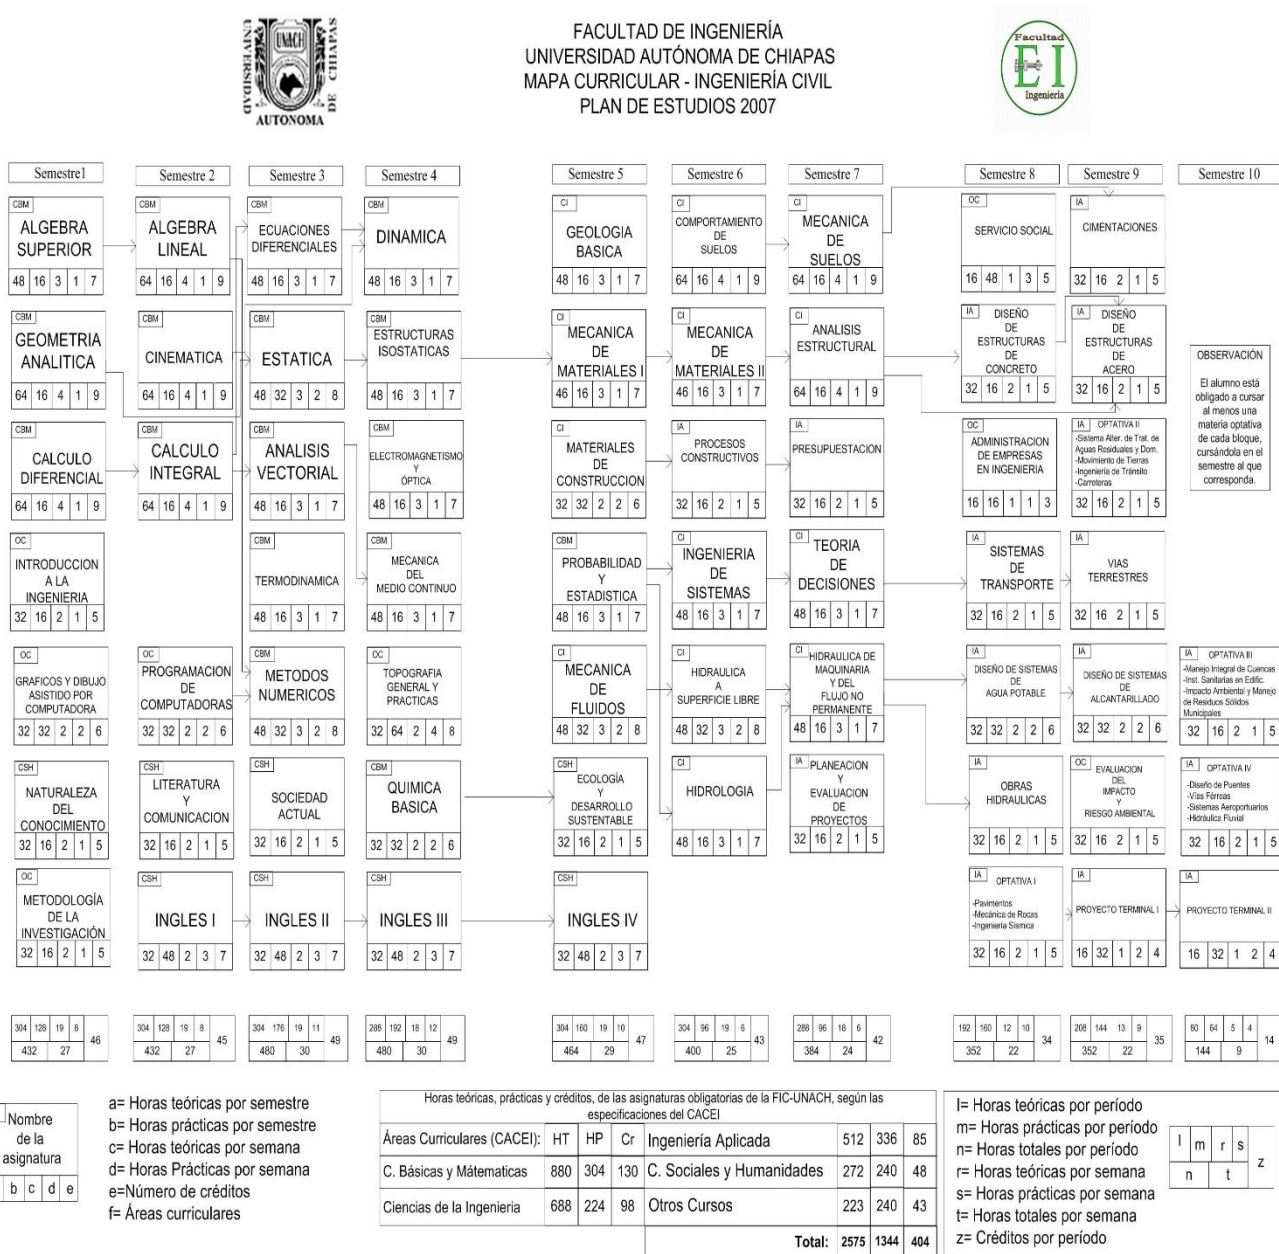 UNIVERSIDAD
UNACH
DE CHIAPAS
AUTONOMA
FACULTAD DE INGENIERÍA
UNIVERSIDAD AUTÓNOMA DE CHIAPAS
MAPA CURRICULAR - INGENIERÍA CIVIL
PLAN DE ESTUDIOS 2007
Facultad
EI
Ingeniería
Semestre1
CBM
ALGEBRA
SUPERIOR
48 16 3 1 7
CBM
GEOMETRIA
ANALITICA
64 16 4 1 9
CBM
CALCULO
DIFERENCIAL
64 16 4 1 9
OC
INTRODUCCION
A LA
INGENIERIA
32 16 2 1 5
OC
GRAFICOS Y DIBUJO
ASISTIDO POR
COMPUTADORA
32 32 2 2 6
CSH
NATURALEZA
DEL
CONOCIMIENTO
32 16 2 1 5
OC
METODOLOGÍA
DE LA
INVESTIGACIÓN
32 16 2 1 5
304 128 19 8
432 27
46
Semestre 2
CBM
ALGEBRA
LINEAL
64 16 4 1 9
CBM
CINEMATICA
64 16 4 1 9
CBM
CALCULO
INTEGRAL
64 16 4 1 9
OC
PROGRAMACION
DE
COMPUTADORAS
32 32 2 2 6
CSH
LITERATURA
Y
COMUNICACION
32 16 2 1 5
CSH
INGLES I
32 48 2 3 7
304 128 19 8
432 27
45
Semestre 3
CBM
ECUACIONES
DIFERENCIALES
48 16 3 1 7
CBM
ESTATICA
48 32 3 2 8
CBM
ANALISIS
VECTORIAL
48 16 3 1 7
CBM
TERMODINAMICA
48 16 3 1 7
CBM
METODOS
NUMERICOS
48 32 3 2 8
CSH
SOCIEDAD
ACTUAL
32 16 2 1 5
CSH
INGLES II
32 48 2 3 7
304 176 19 11
480 30
49
Semestre 4
CBM
DINAMICA
48 16 3 1 7
CBM
ESTRUCTURAS
ISOSTATICAS
48 16 3 1 7
CBM
ELECTROMAGNETISMO
Y
ÓPTICA
48 16 3 1 7
CBM
MECANICA
DEL
MEDIO CONTINUO
48 16 3 1 7
OC
TOPOGRAFIA
GENERAL Y
PRACTICAS
32 64 2 4 8
CBM
QUIMICA
BASICA
32 32 2 2 6
CSH
INGLES III
32 48 2 3 7
288 192 18 12
480 30
49
Semestre 5
CI
GEOLOGIA
BASICA
48 16 3 1 7
CI
MECANICA
DE
MATERIALES I
46 16 3 1 7
CI
MATERIALES
DE
CONSTRUCCION
32 32 2 2 6
CBM
PROBABILIDAD
Y
ESTADISTICA
48 16 3 1 7
CI
MECANICA
DE
FLUIDOS
48 32 3 2 8
CSH
ECOLOGÍA
Y
DESARROLLO
SUSTENTABLE
32 16 2 1 5
CSH
INGLES IV
32 48 2 3 7
304 160 19 10
464 29
47
Semestre 6
CI
COMPORTAMIENTO
DE
SUELOS
64 16 4 1 9
CI
MECANICA
DE
MATERIALES II
46 16 3 1 7
IA
PROCESOS
CONSTRUCTIVOS
32 16 2 1 5
CI
INGENIERIA
DE
SISTEMAS
48 16 3 1 7
CI
HIDRAULICA
A
SUPERFICIE LIBRE
48 32 3 2 8
CI
HIDROLOGIA
48 16 3 1 7
304 96 19 6
400 25
43
Semestre 7
CI
MECANICA
DE
SUELOS
64 16 4 1 9
CI
ANALISIS
ESTRUCTURAL
64 16 4 1 9
IA
PRESUPUESTACION
32 16 2 1 5
CI
TEORIA
DE
DECISIONES
48 16 3 1 7
CI
HIDRAULICA DE
MAQUINARIA
Y DEL
FLUJO NO
PERMANENTE
48 16 3 1 7
IA
PLANEACION
Y
EVALUACION
DE
PROYECTOS
32 16 2 1 5
288 96 18 6
384 24
42
Semestre 8
OC
SERVICIO SOCIAL
16 48 1 3 5
IA
DISEÑO
DE
ESTRUCTURAS
DE
CONCRETO
32 16 2 1 5
OC
ADMINISTRACION
DE EMPRESAS
EN INGENIERIA
16 16 1 1 3
IA
SISTEMAS
DE
TRANSPORTE
32 16 2 1 5
IA
DISEÑO DE SISTEMAS
DE
AGUA POTABLE
32 32 2 2 6
IA
OBRAS
HIDRAULICAS
32 16 2 1 5
IA
OPTATIVA I
-Pavimentos
-Mecánica de Rocas
-Ingeniería Sísmica
32 16 2 1 5
192 160 12 10
352 22
34
Semestre 9
IA
CIMENTACIONES
32 16 2 1 5
IA
DISEÑO
DE
ESTRUCTURAS
DE
ACERO
32 16 2 1 5
IA
OPTATIVA II
-Sistema Alter. de Trat. de
Aguas Residuales y Dom.
-Movimiento de Tierras
-Ingeniería de Tránsito
-Carreteras
32 16 2 1 5
IA
VIAS
TERRESTRES
32 16 2 1 5
IA
DISEÑO DE SISTEMAS
DE
ALCANTARILLADO
32 32 2 2 6
OC
EVALUACION
DEL
IMPACTO
Y
RIESGO AMBIENTAL
32 16 2 1 5
IA
PROYECTO TERMINAL I
16 32 1 2 4
208 144 13 9
352 22
35
Semestre 10
OBSERVACIÓN
El alumno está
obligado a cursar
al menos una
materia optativa
de cada bloque,
cursándola en el
semestre al que
corresponda.
IA
OPTATIVA III
-Manejo Integral de Cuencas
-Inst. Sanitarias en Edific.
-Impacto Ambiental y Manejo
de Residuos Sólidos
Municipales
32 16 2 1 5
IA
OPTATIVA IV
-Diseño de Puentes
-Vías Férreas
-Sistemas Aeroportuarios
-Hidráulica Fluvial
32 16 2 1 5
IA
PROYECTO TERMINAL II
16 32 1 2 4
80 64 5 4
144 9
14
Nombre
de la
asignatura
b c d e
a= Horas teóricas por semestre
b= Horas prácticas por semestre
c= Horas teóricas por semana
d= Horas Prácticas por semana
e=Número de créditos
f= Áreas curriculares
Horas teóricas, prácticas y créditos, de las asignaturas obligatorias de la FIC-UNACH, según las
especificaciones del CACEI
Áreas Curriculares (CACEI): HT HP Cr Ingeniería Aplicada 512 336 85
C. Básicas y Mátematicas 880 304 130 C. Sociales y Humanidades 272 240 48
Ciencias de la Ingenieria 688 224 98 Otros Cursos 223 240 43
Total: 2575 1344 404
l= Horas teóricas por período
m= Horas prácticas por período
n= Horas totales por período
r= Horas teóricas por semana
s= Horas prácticas por semana
t= Horas totales por semana
z= Créditos por período
l m r s
n t
z